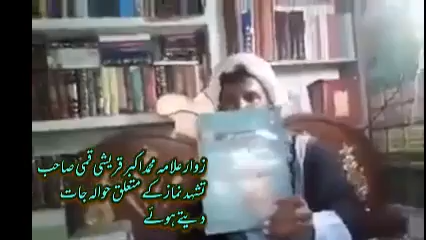 زوار علامہ محمد اکبر قریشی قمی صاحب
تشہد نماز کے متعلق حوالہ جات
دیتے ہوئے